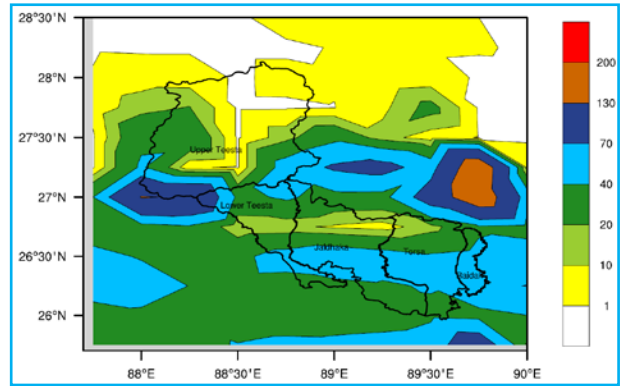 28°30'N
28°N
27°30'N
27°N
26°30'N
26°N
88°E
88°30'E
89°E
89°30'E
90°E
Upper Teesta
Lower Teesta
Jaldhaka
Torsa
Raidak
200
130
70
40
20
10
1